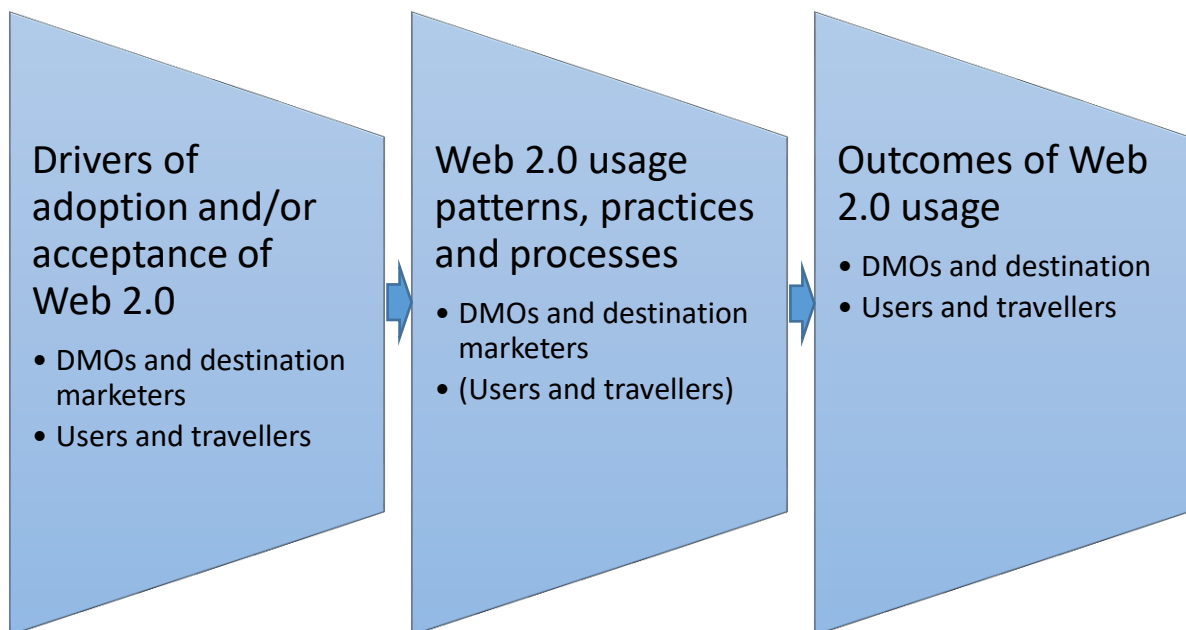 Drivers of
adoption and/or
acceptance of
Web 2.0
• DMOs and destination
marketers
• Users and travellers
Web 2.0 usage
patterns, practices
and processes
• DMOs and destination
marketers
• (Users and travellers)
Outcomes of Web
2.0 usage
• DMOs and destination
• Users and travellers